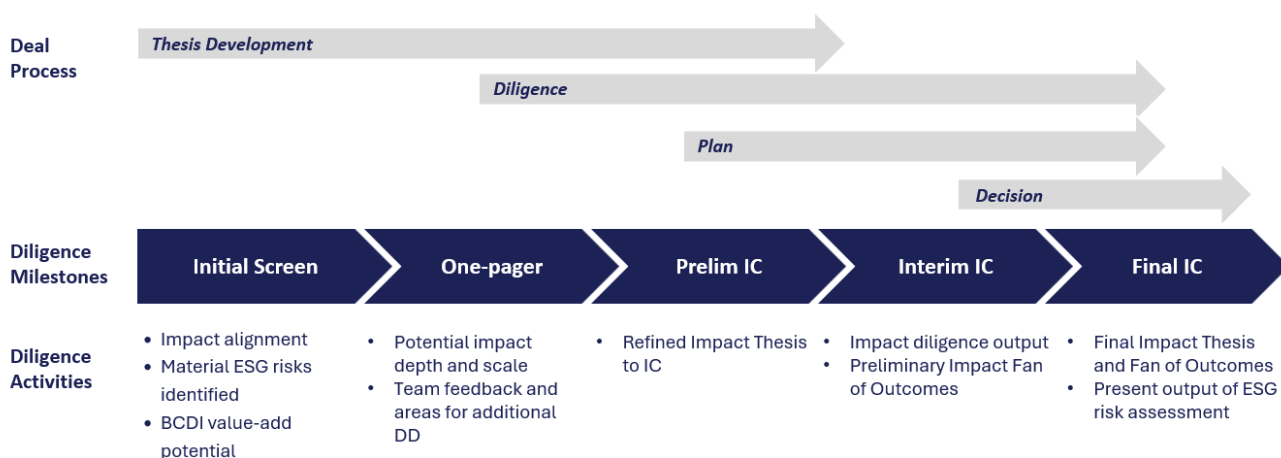 Deal
Process
Thesis Development
Diligence
Plan
Decision
Diligence
Milestones
Initial Screen
One-pager
Prelim IC
Interim IC
Final IC
Diligence
Activities
• Impact alignment
• Material ESG risks
identified
• BCDI value-add
potential
• Potential impact
depth and scale
• Team feedback and
areas for additional
DD
• Refined Impact Thesis
to IC
• Impact diligence output
• Preliminary Impact Fan
of Outcomes
• Final Impact Thesis
and Fan of Outcomes
• Present output of ESG
risk assessment